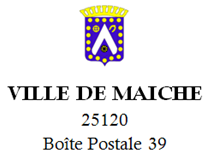 VILLE DE MAICHE
25120
Boîte Postale 39